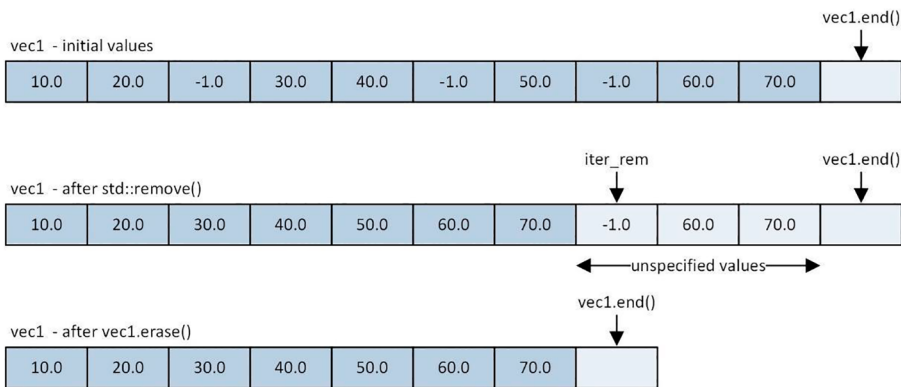 vec1.end()
vec1 - initial values
10.0 20.0 -1.0 30.0 40.0 -1.0 50.0 -1.0 60.0 70.0
iter_rem vec1.end()
vec1 - after std::remove()
10.0 20.0 30.0 40.0 50.0 60.0 70.0 -1.0 60.0 70.0
unspecified values
vec1.end()
vec1 - after vec1.erase()
10.0 20.0 30.0 40.0 50.0 60.0 70.0